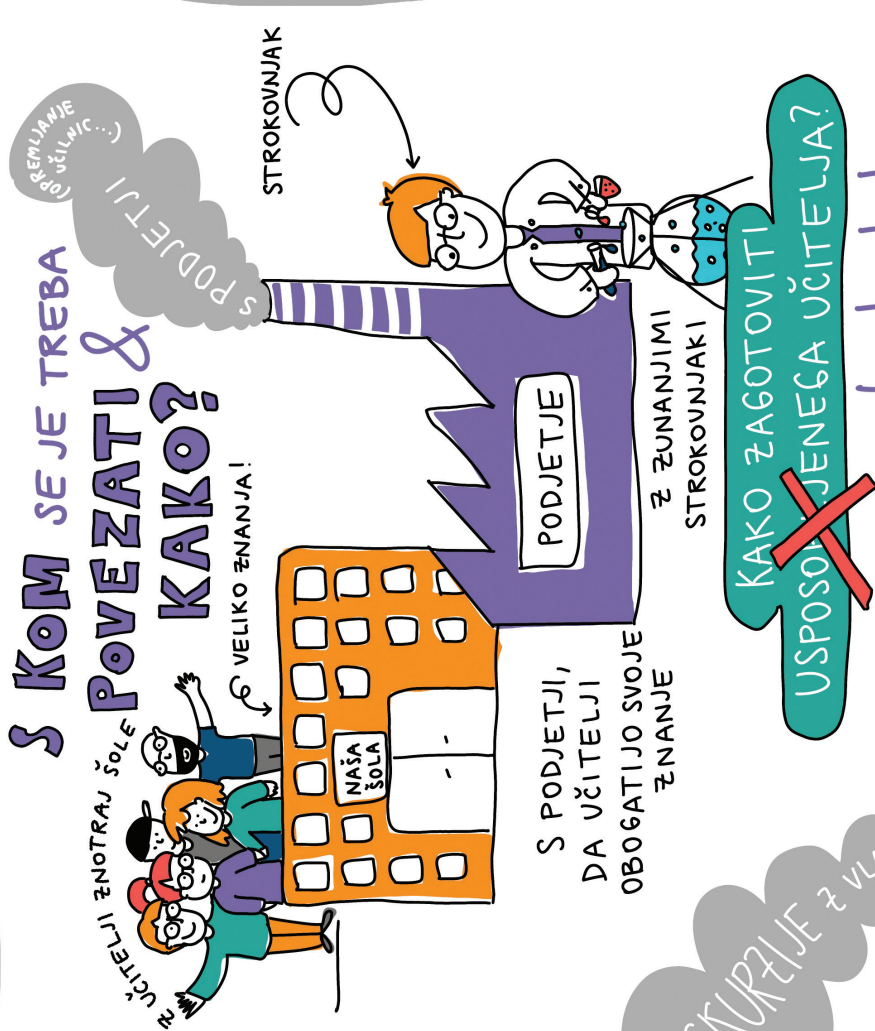 S KOM SE JE TREBA
POVEZATI &
KAKO?
Z UČITELJI ZNOTRAJ ŠOLE
VELIKO ZNANJA!
NAŠA
ŠOLA
S PODJETJI
(OPREMLJANJE
UČILNIC...)
PODJETJE
STROKOVNJAK
S PODJETJI,
DA UČITELJI
OBOGATIJO SVOJE
ZNANJE
Z ZUNANJIMI
STROKOVNJAKI
KAKO ZAGOTOVITI
UČITELJA?
Z